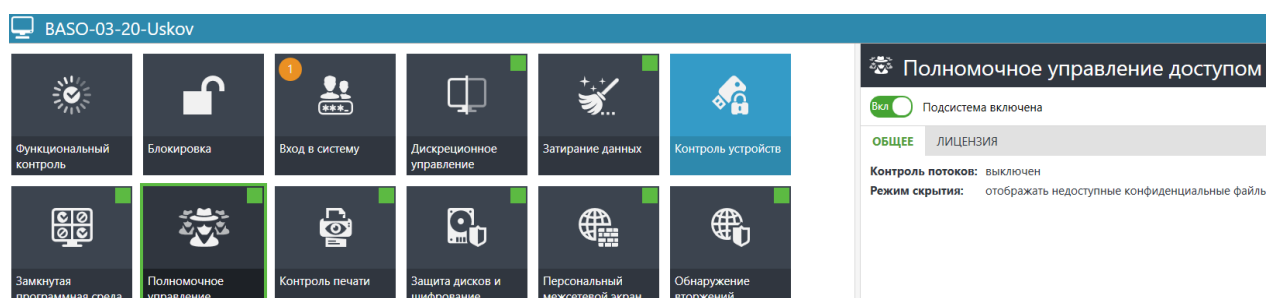 BASO-03-20-Uskov
1
***_
Функциональный
контроль
Блокировка
Вход в систему
Дискреционное
управление
Затирание данных
Контроль устройств
Замкнутая
программная среда
Полномочное
управление
Контроль печати
Защита дисков и
шифрование
Персональный
межсетевой экран
Обнаружение
вторжений
Полномочное управление доступом
Вкл
Подсистема включена
ОБЩЕЕ ЛИЦЕНЗИЯ
Контроль потоков: выключен
Режим скрытия: отображать недоступные конфиденциальные файлы